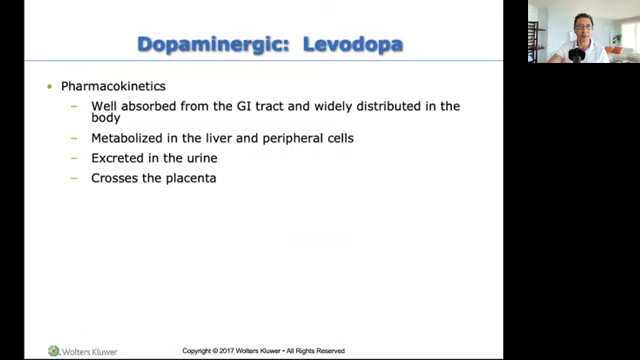 Dopaminergic: Levodopa
• Pharmacokinetics
– Well absorbed from the GI tract and widely distributed in the
body
– Metabolized in the liver and peripheral cells
– Excreted in the urine
– Crosses the placenta
Wolters Kluwer
Copyright © 2017 Wolters Kluwer • All Rights Reserved